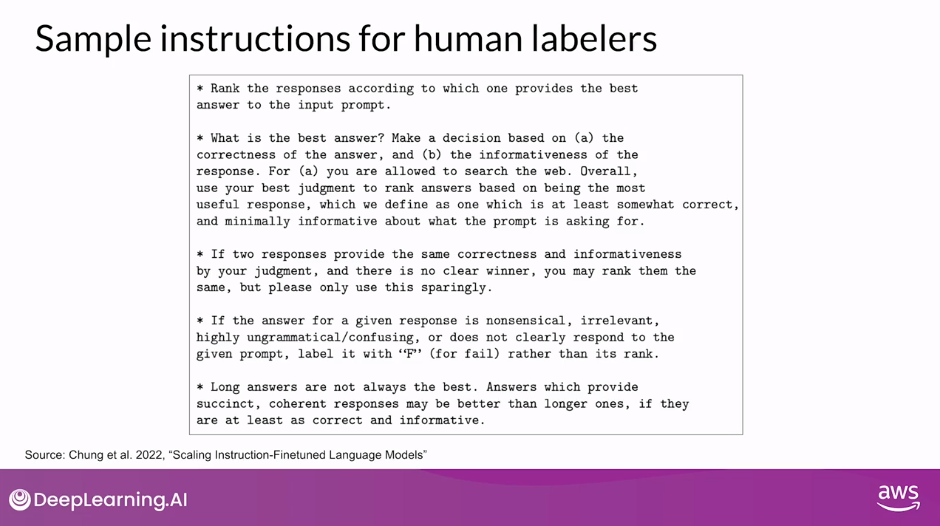 Sample instructions for human labelers
* Rank the responses according to which one provides the best
answer to the input prompt.
* What is the best answer? Make a decision based on (a) the
correctness of the answer, and (b) the informativeness of the
response. For (a) you are allowed to search the web. Overall,
use your best judgment to rank answers based on being the most
useful response, which we define as one which is at least somewhat correct,
and minimally informative about what the prompt is asking for.
* If two responses provide the same correctness and informativeness
by your judgment, and there is no clear winner, you may rank them the
same, but please only use this sparingly.
* If the answer for a given response is nonsensical, irrelevant,
highly ungrammatical/confusing, or does not clearly respond to the
given prompt, label it with “F” (for fail) rather than its rank.
* Long answers are not always the best. Answers which provide
succinct, coherent responses may be better than longer ones, if they
are at least as correct and informative.
Source: Chung et al. 2022, “Scaling Instruction-Finetuned Language Models”
DeepLearning.AI
aws